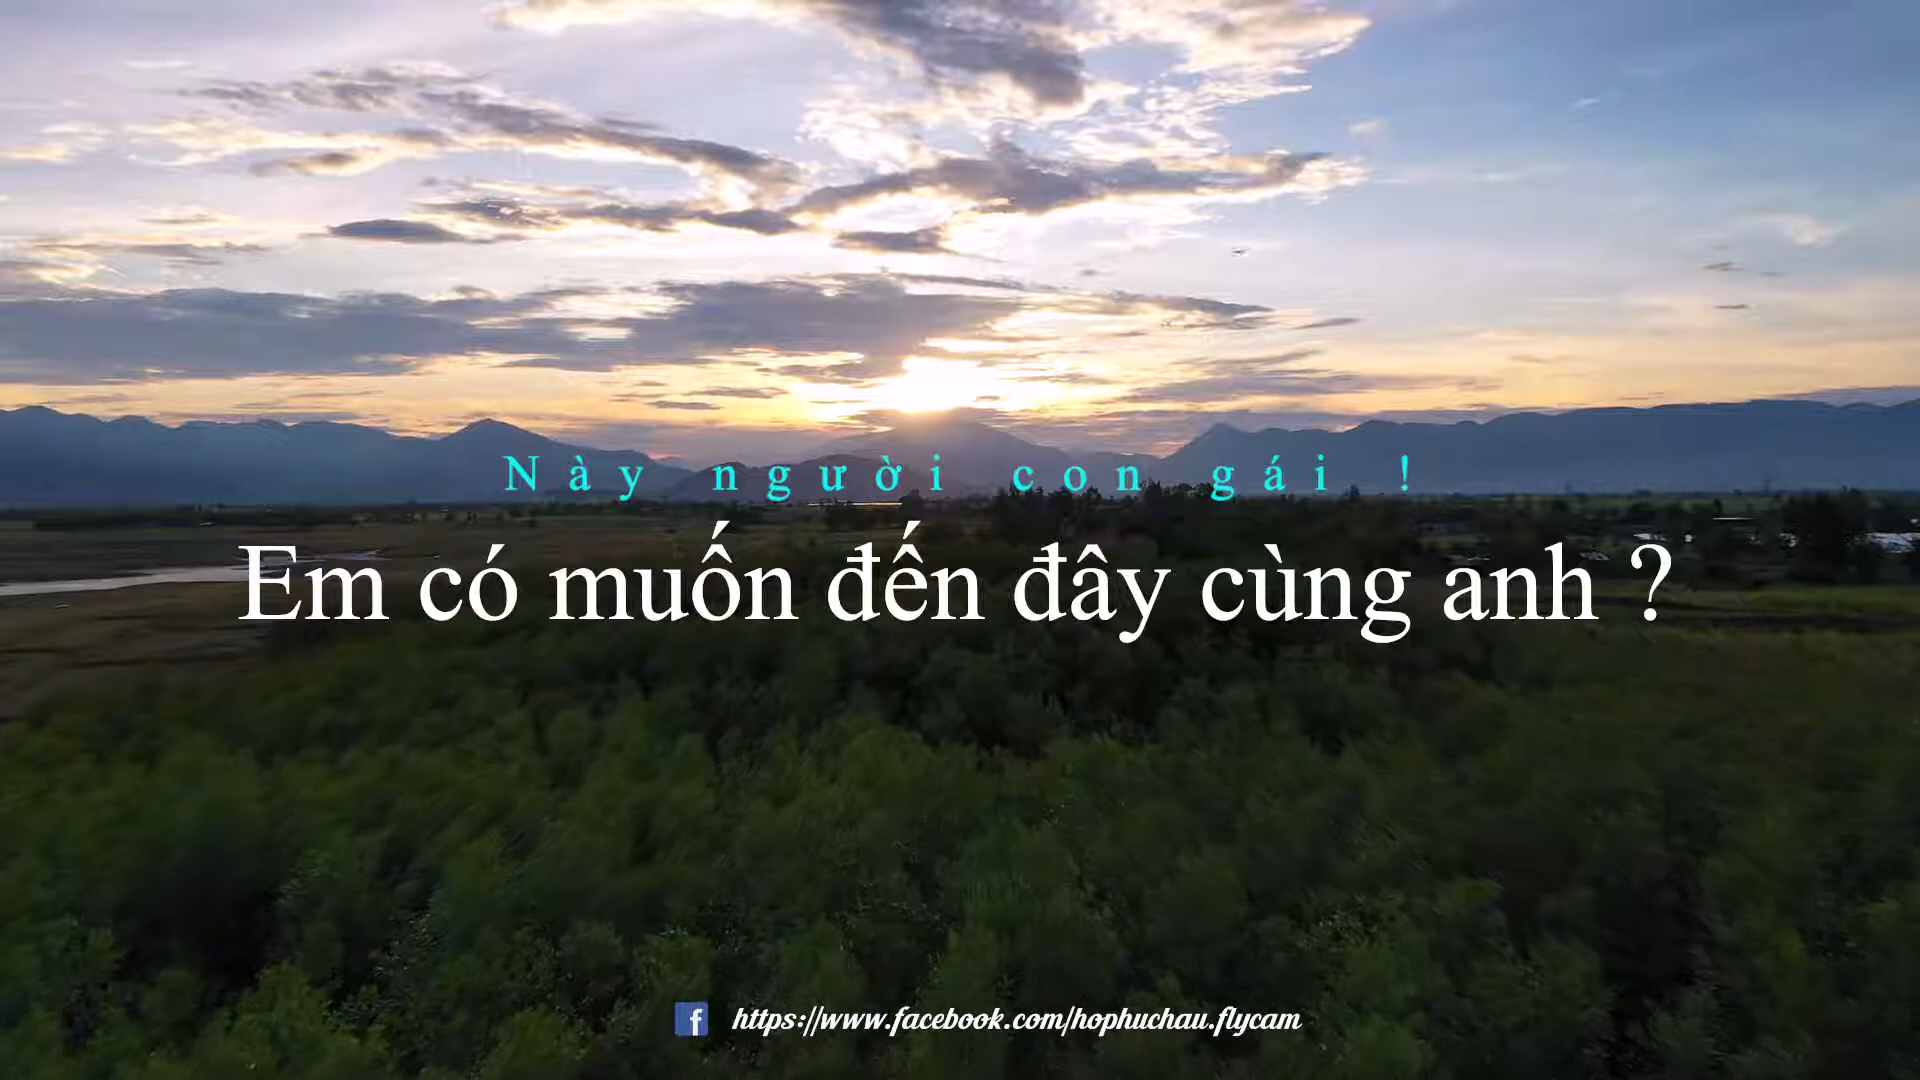 Này người con gái !
Em có muốn đến đây cùng anh ?
https://www.facebook.com/hophuchau.flycam